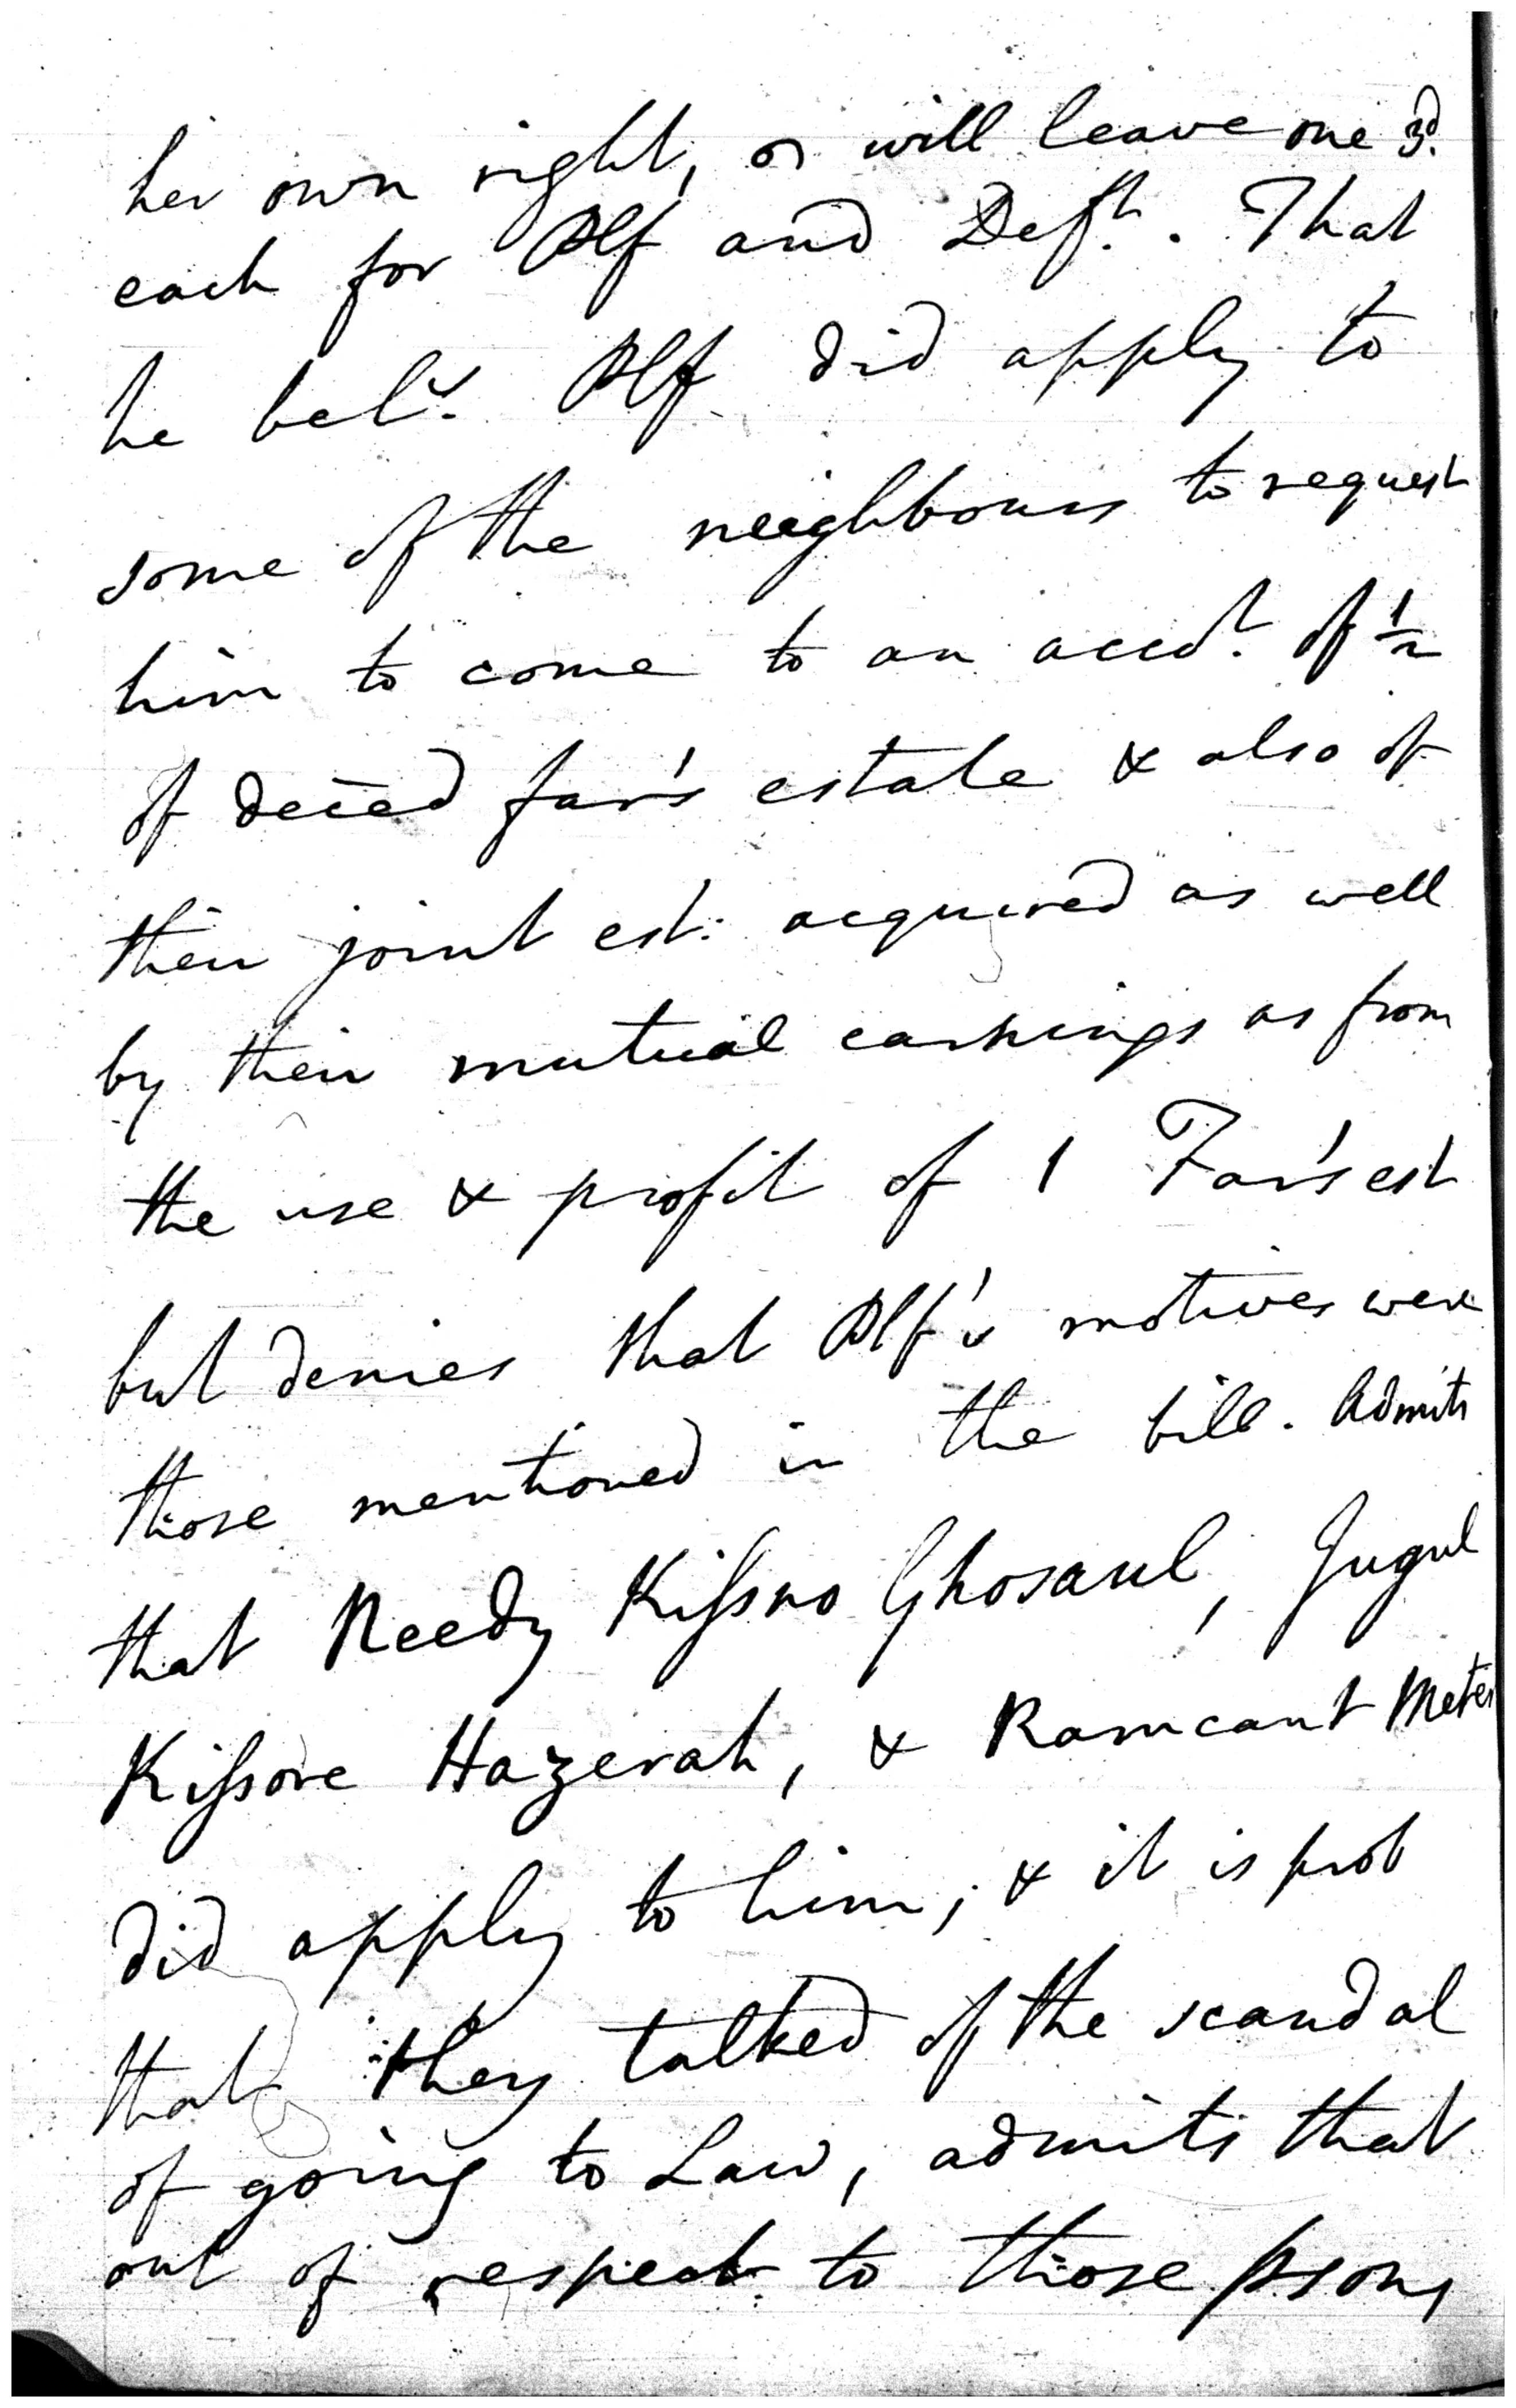 her own right, or will leave one 3d.
each for Plf and Deft. That
he belv. Plf did apply to
some of the neighbours to request
him to come to an accot. of ½
of deced far's estate & also of
their joint est: acquired as well
by their mutual earnings as from
the use & profit of 1 Far's est
but denies that Plf's motives were
those mentioned in the bill. Admits
that Needy Kissno Ghosaul, Jugul
Kissore Hazerah, & Ramcant Meter
did apply to him; & it is prob
that they talked of the scandal
of going to Law, admits that
out of respect to those psons